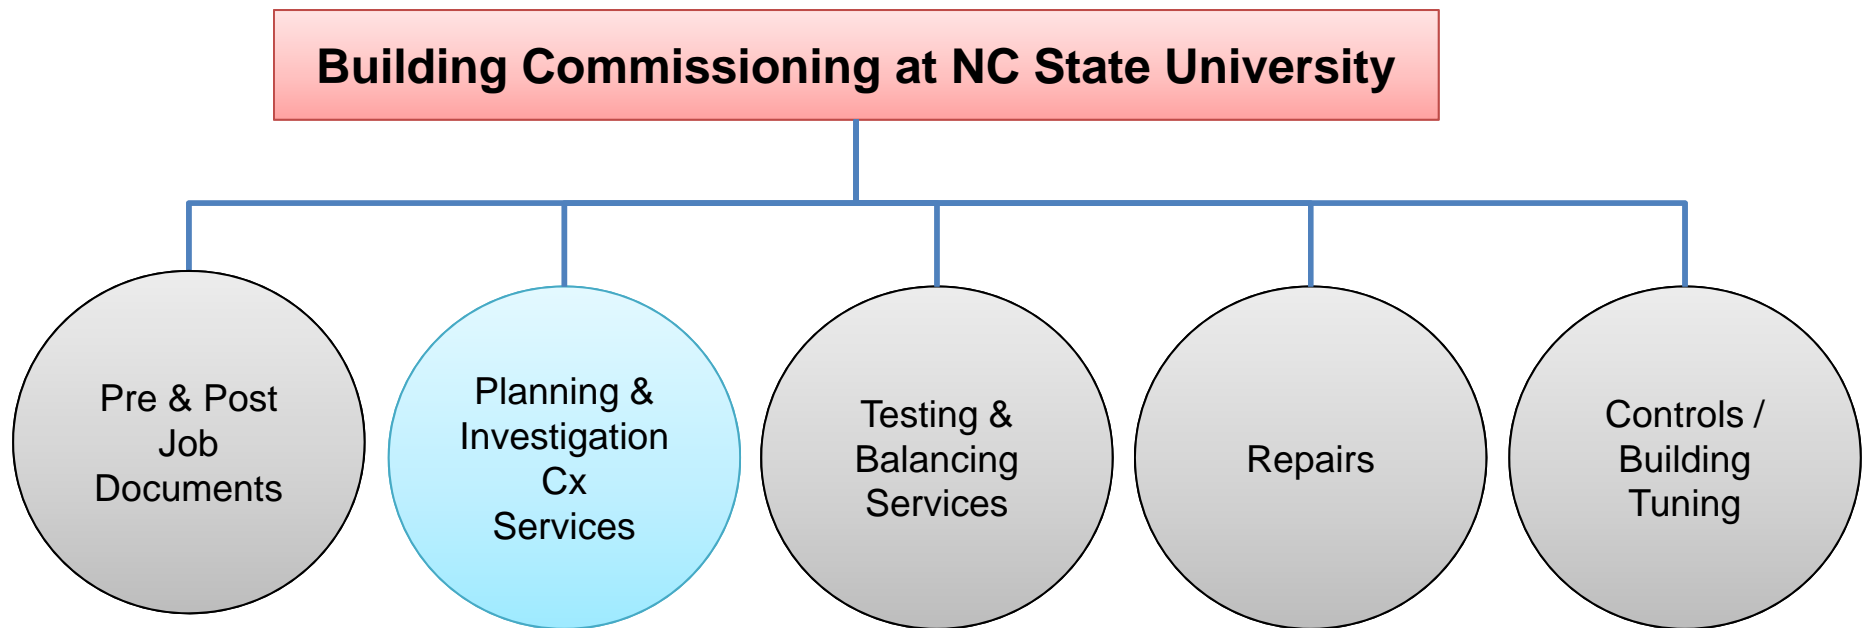 Building Commissioning at NC State University
Pre & Post
Job
Documents
Planning &
Investigation
Cx
Services
Testing &
Balancing
Services
Repairs
Controls /
Building
Tuning